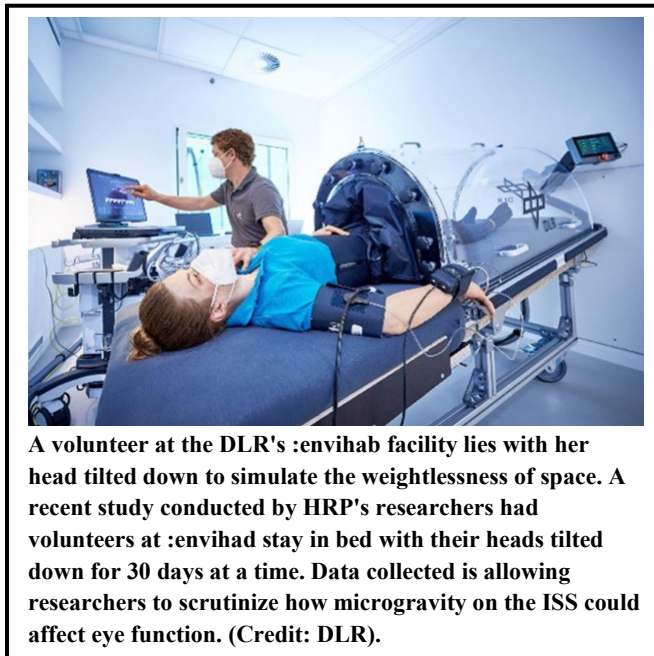 DLR
A volunteer at the DLR's :envihab facility lies with her
head tilted down to simulate the weightlessness of space. A
recent study conducted by HRP's researchers had
volunteers at :envihad stay in bed with their heads tilted
down for 30 days at a time. Data collected is allowing
researchers to scrutinize how microgravity on the ISS could
affect eye function. (Credit: DLR).